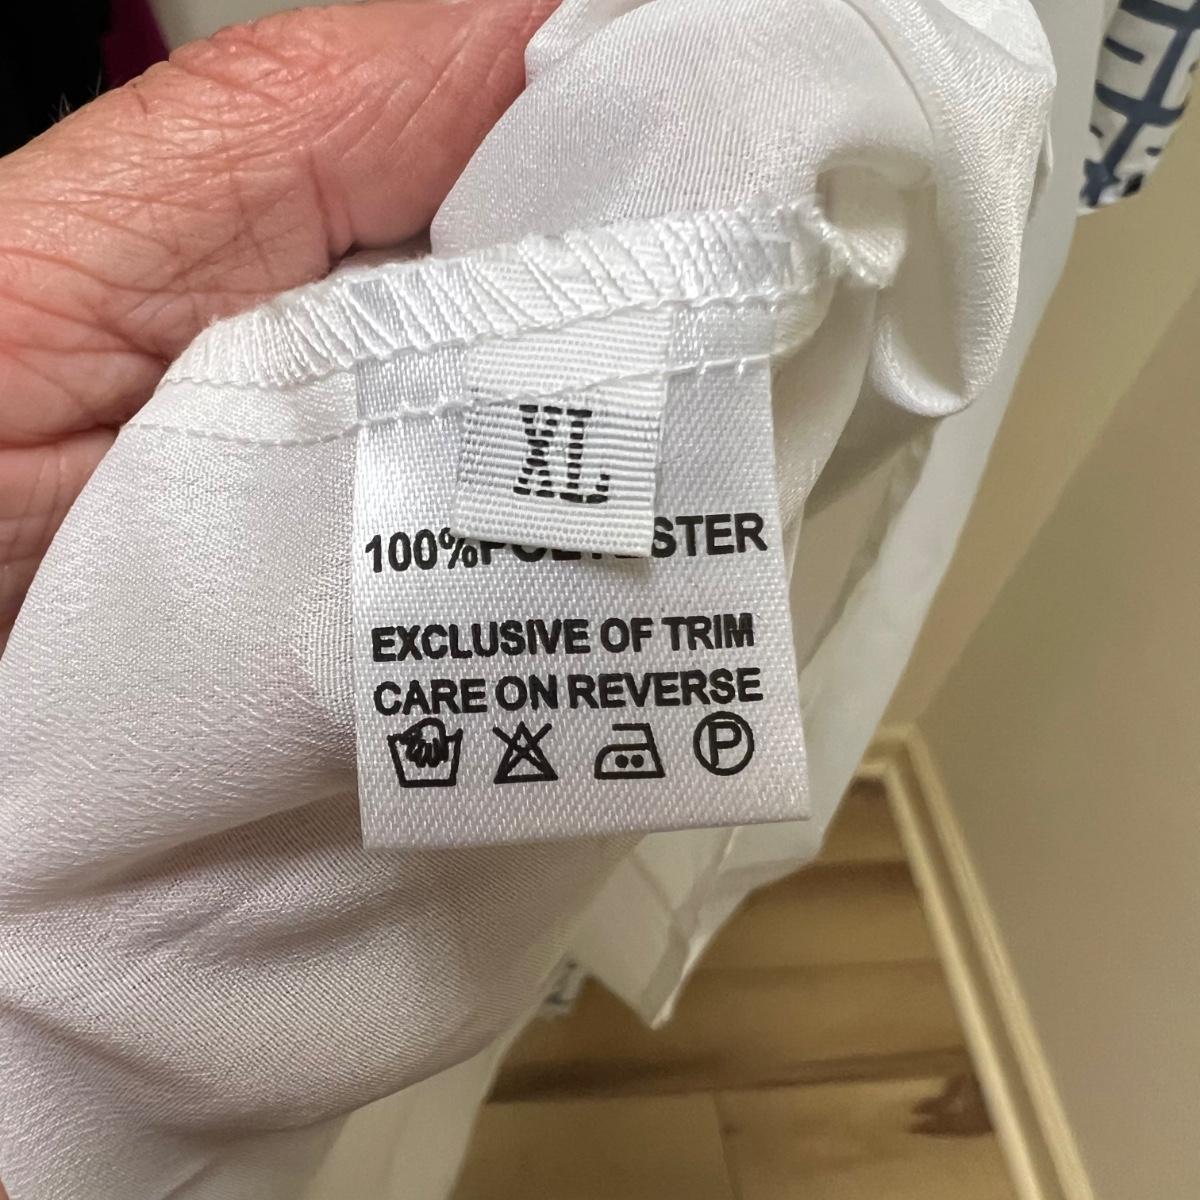 XL
100%POLYESTER
EXCLUSIVE OF TRIM
CARE ON REVERSE
P